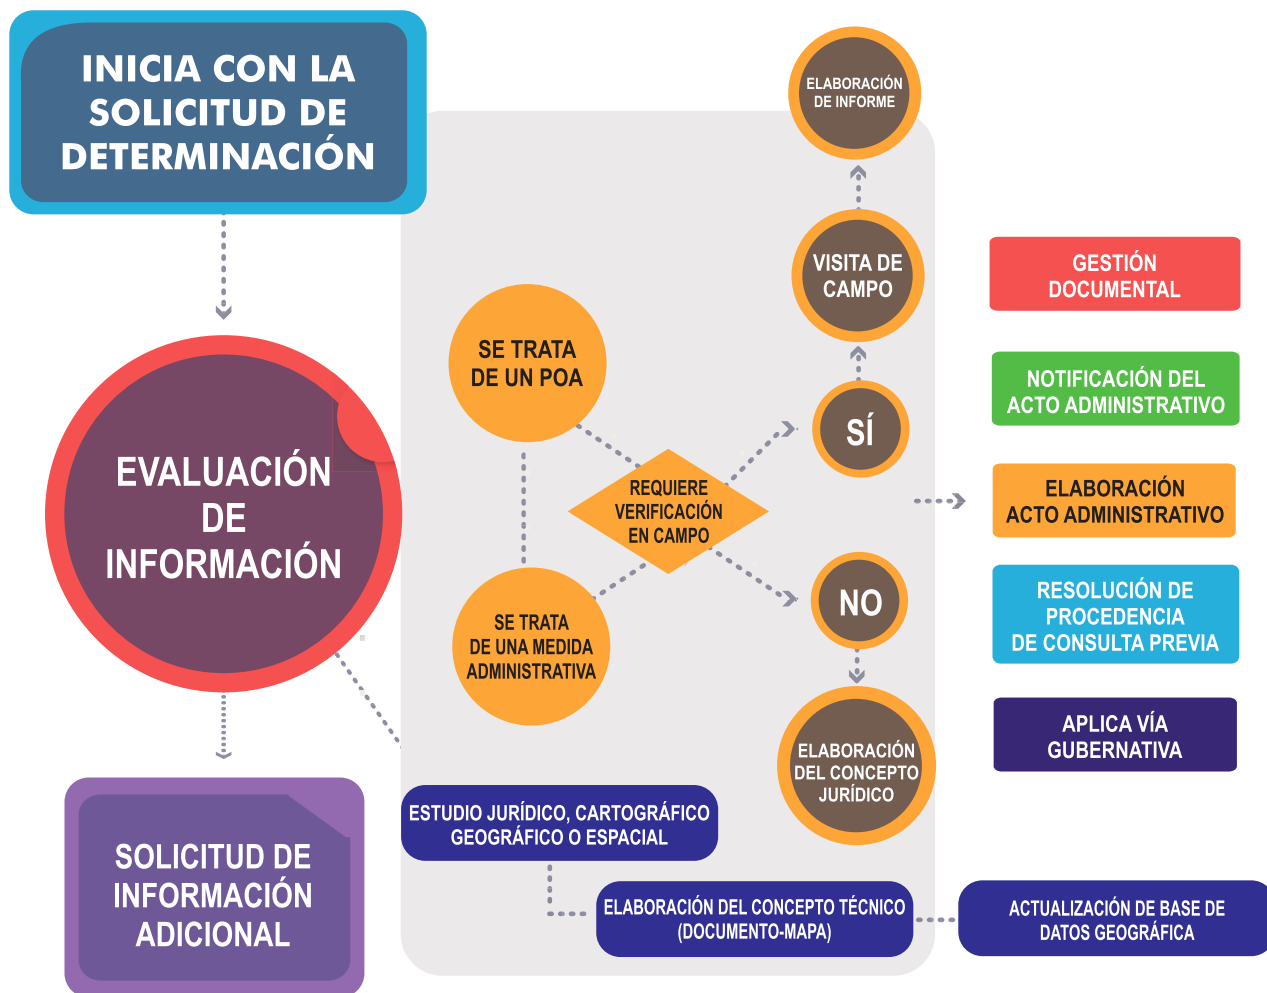 INICIA CON LA
SOLICITUD DE
DETERMINACIÓN
EVALUACIÓN
DE
INFORMACIÓN
SOLICITUD DE
INFORMACIÓN
ADICIONAL
SE TRATA
DE UN POA
SE TRATA
DE UNA MEDIDA
ADMINISTRATIVA
REQUIERE
VERIFICACIÓN
EN CAMPO
SÍ
VISITA DE
CAMPO
ELABORACIÓN
DE INFORME
NO
ELABORACIÓN
DEL CONCEPTO
JURÍDICO
ESTUDIO JURÍDICO, CARTOGRÁFICO
GEOGRÁFICO O ESPACIAL
ELABORACIÓN DEL CONCEPTO TÉCNICO
(DOCUMENTO-MAPA)
ACTUALIZACIÓN DE BASE DE
DATOS GEOGRÁFICA
GESTIÓN
DOCUMENTAL
NOTIFICACIÓN DEL
ACTO ADMINISTRATIVO
ELABORACIÓN
ACTO ADMINISTRATIVO
RESOLUCIÓN DE
PROCEDENCIA
DE CONSULTA PREVIA
APLICA VÍA
GUBERNATIVA